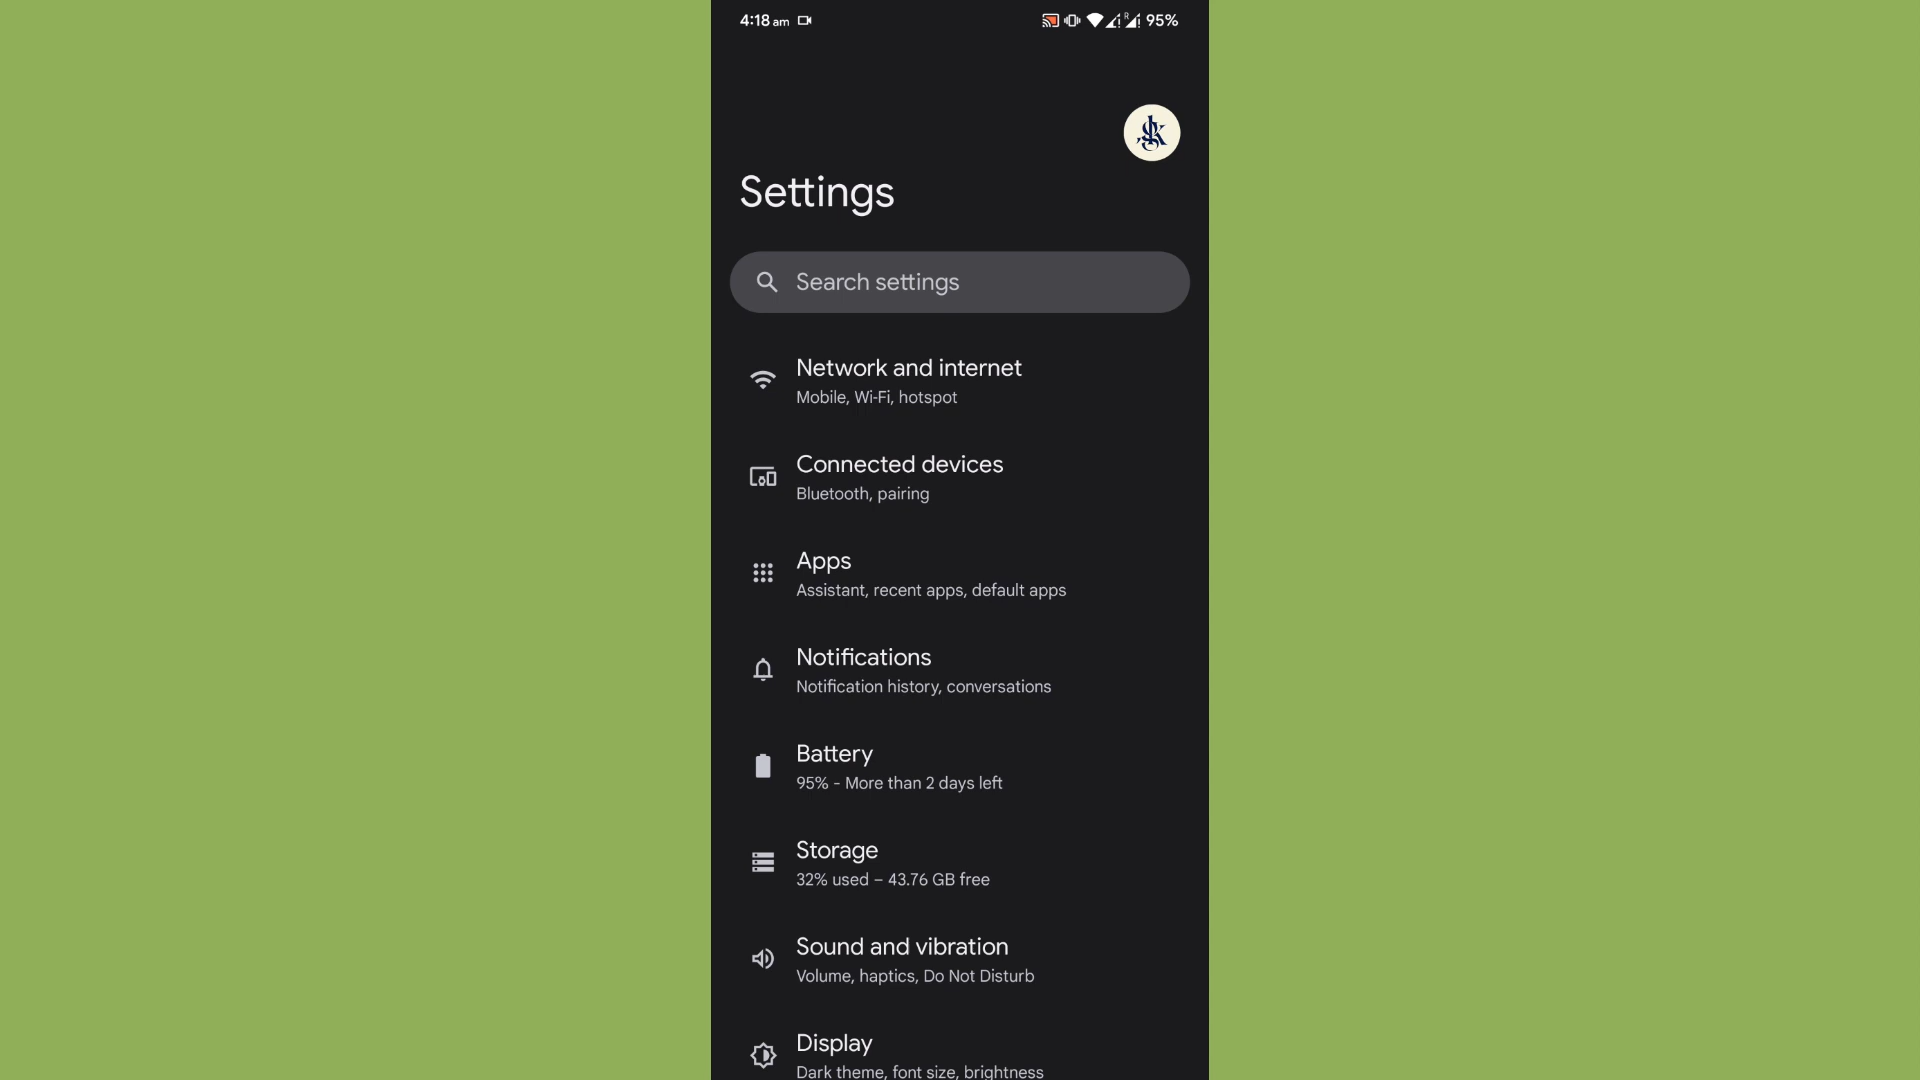 4:18 am
R 95%
Settings
Search settings
Network and internet
Mobile, Wi-Fi, hotspot
Connected devices
Bluetooth, pairing
Apps
Assistant, recent apps, default apps
Notifications
Notification history, conversations
Battery
95% - More than 2 days left
Storage
32% used – 43.76 GB free
Sound and vibration
Volume, haptics, Do Not Disturb
Display
Dark theme, font size, brightness